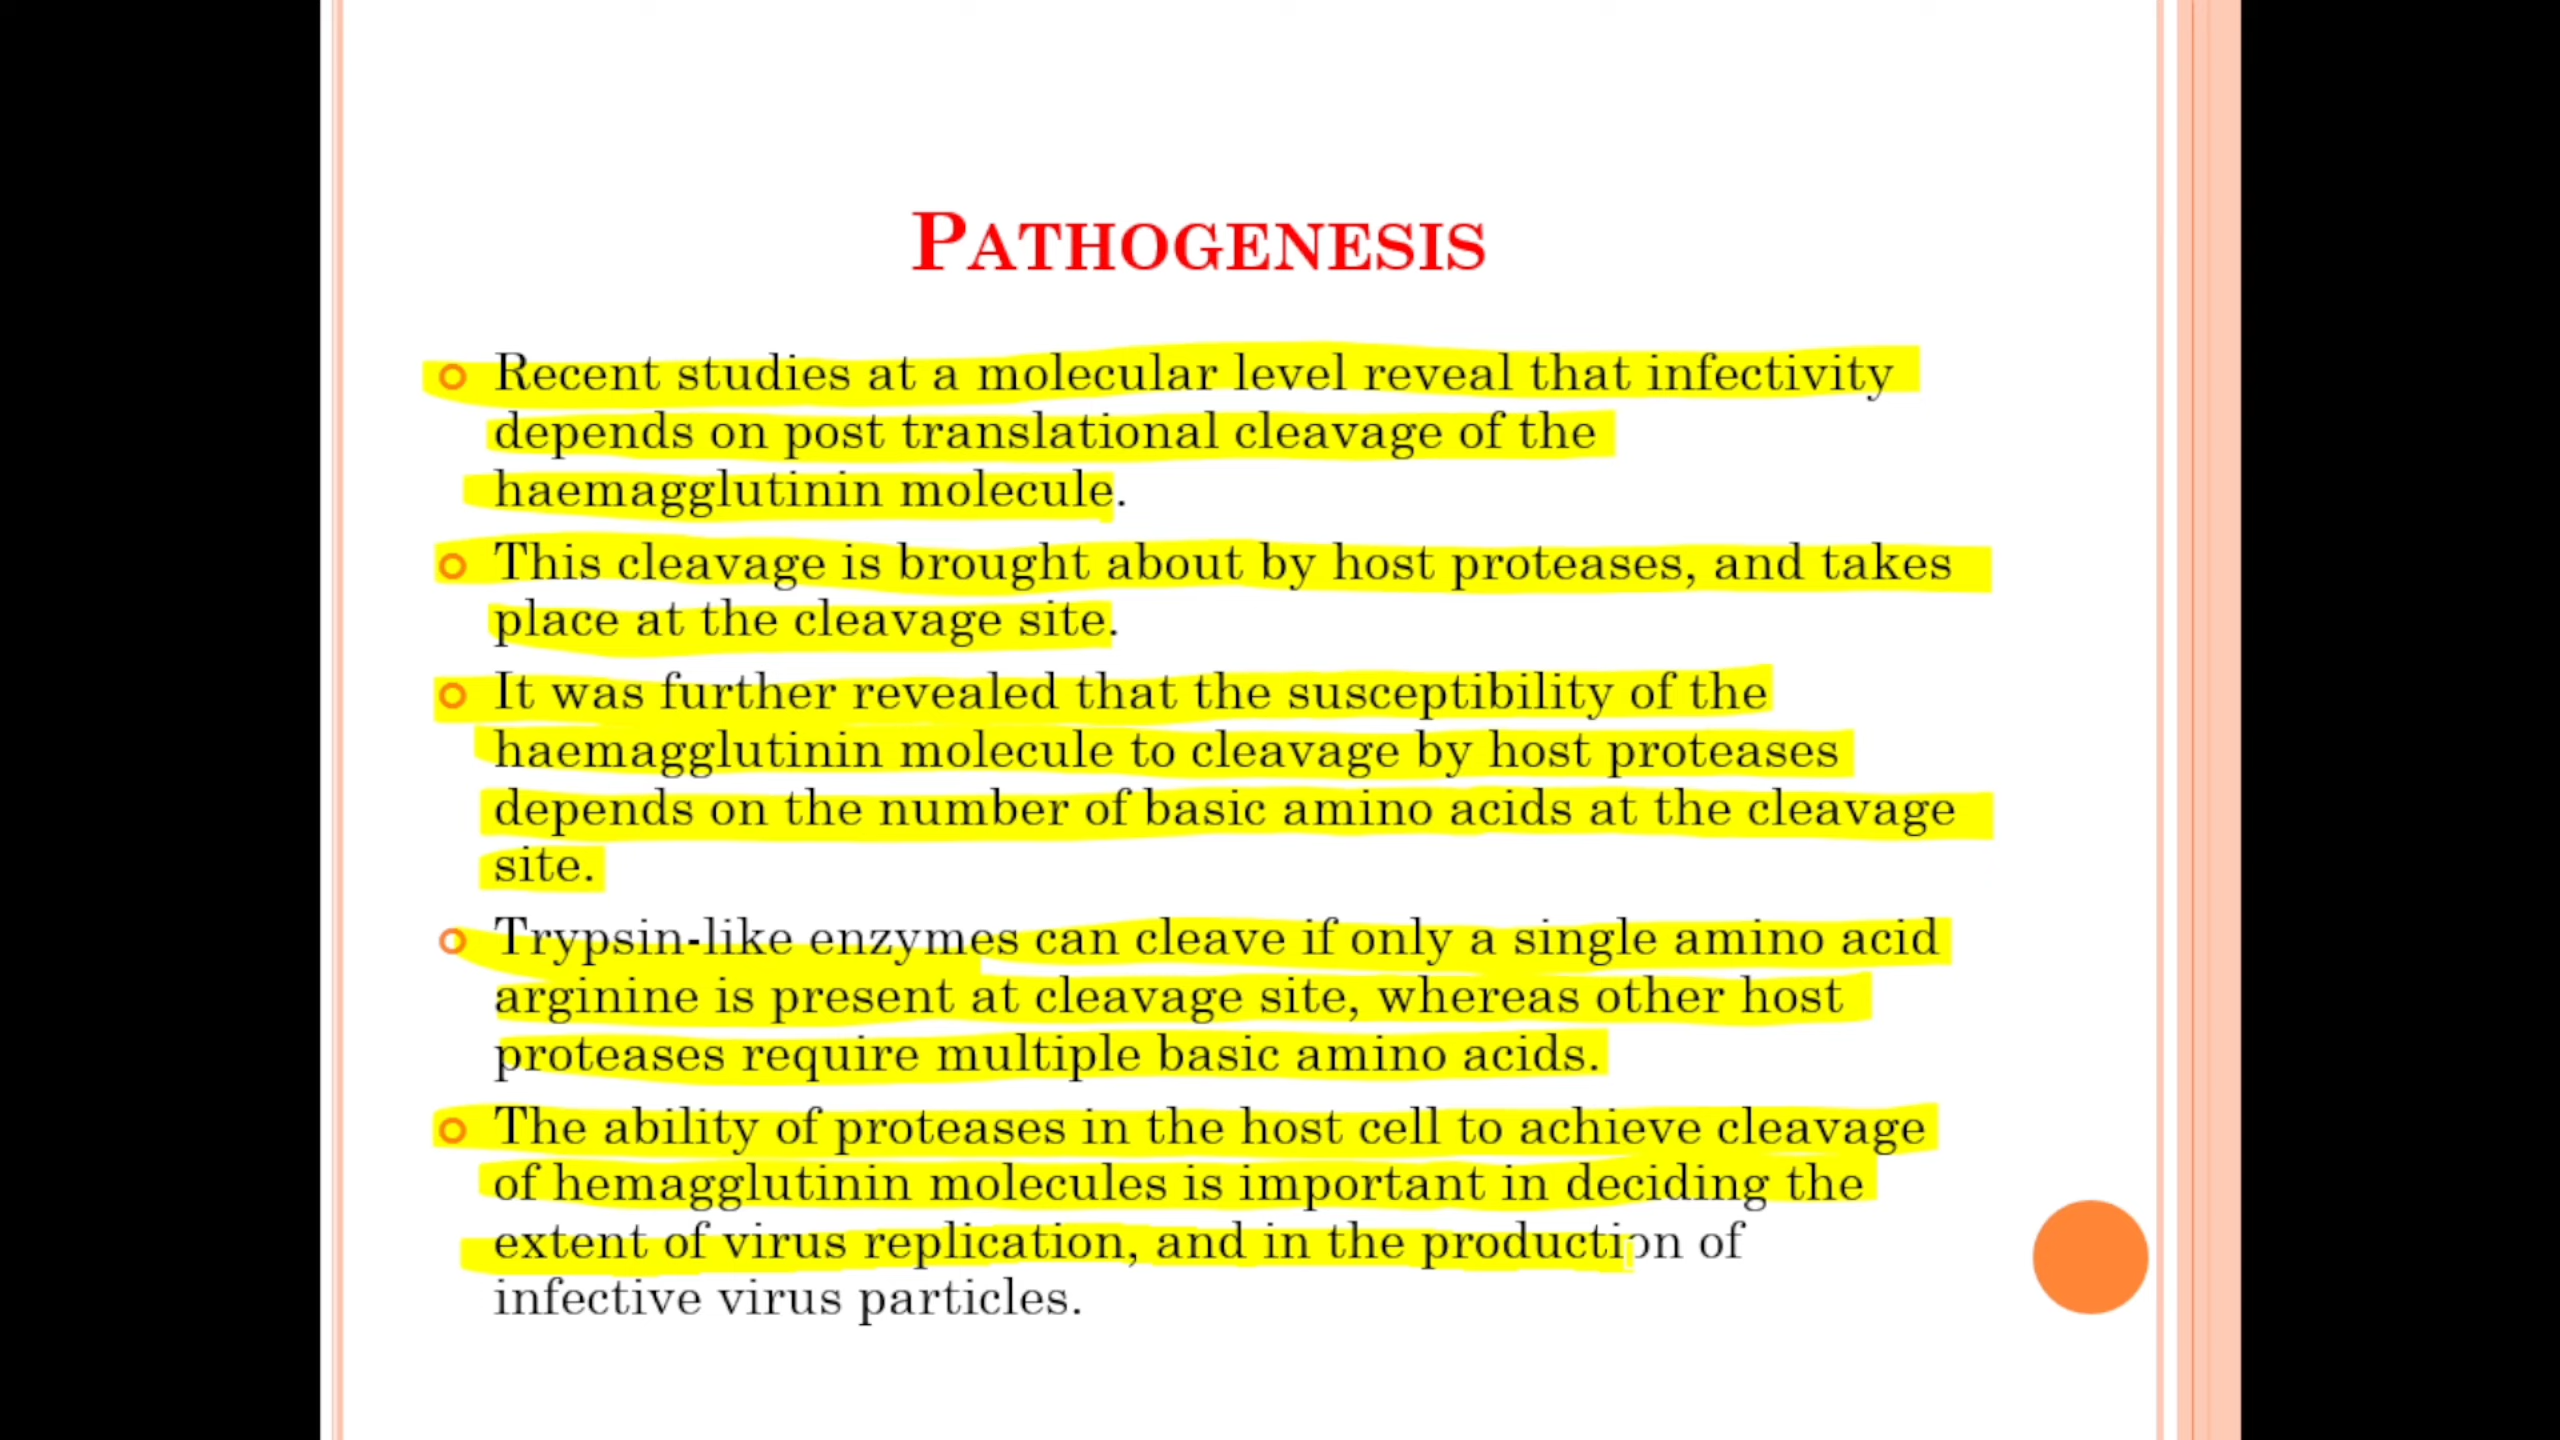 PATHOGENESIS
Recent studies at a molecular level reveal that infectivity
depends on post translational cleavage of the
haemagglutinin molecule.
This cleavage is brought about by host proteases, and takes
place at the cleavage site.
It was further revealed that the susceptibility of the
haemagglutinin molecule to cleavage by host proteases
depends on the number of basic amino acids at the cleavage
site.
Trypsin-like enzymes can cleave if only a single amino acid
arginine is present at cleavage site, whereas other host
proteases require multiple basic amino acids.
The ability of proteases in the host cell to achieve cleavage
of hemagglutinin molecules is important in deciding the
extent of virus replication, and in the production of
infective virus particles.